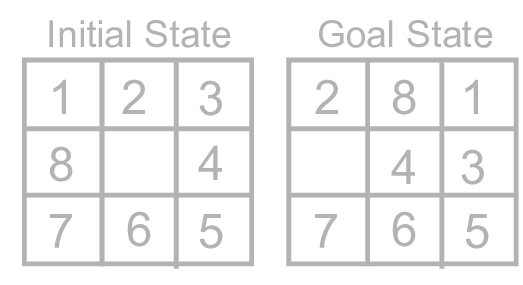 Initial State Goal State
1 2 3 2 8 1
8 4 4 3
7 6 5 7 6 5